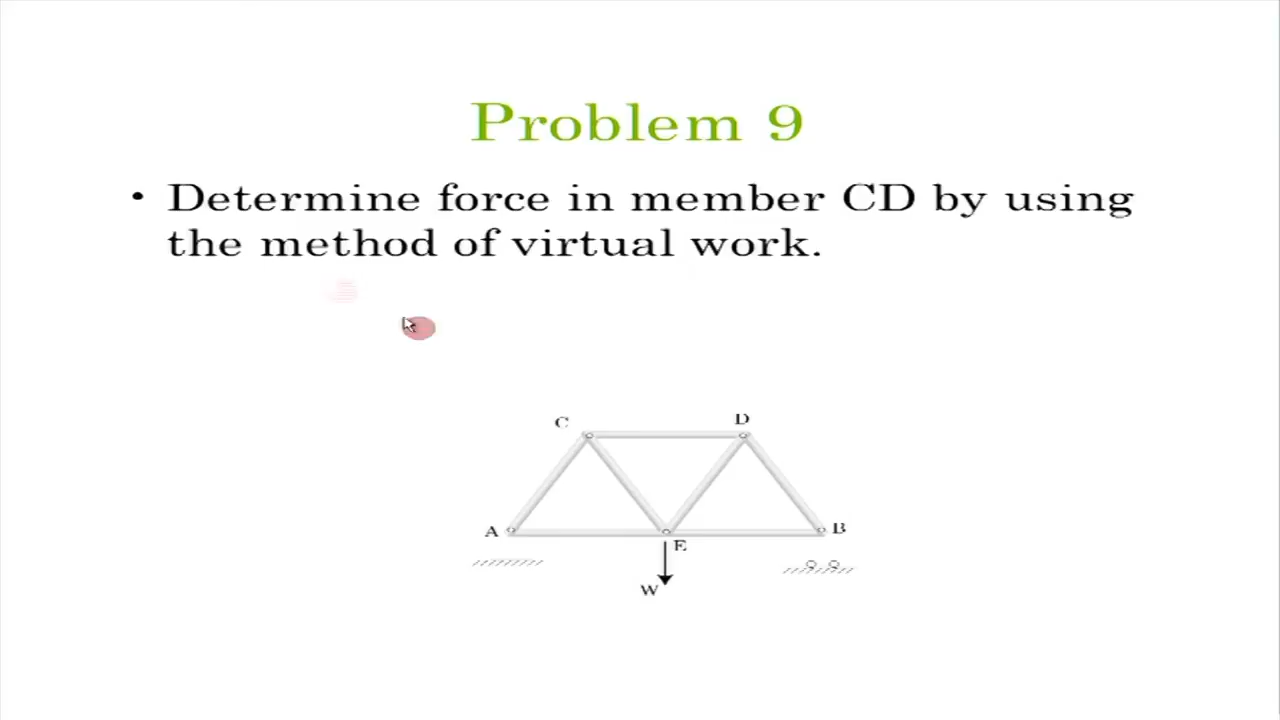 Problem 9
• Determine force in member CD by using
the method of virtual work.
C
D
A
B
E
W